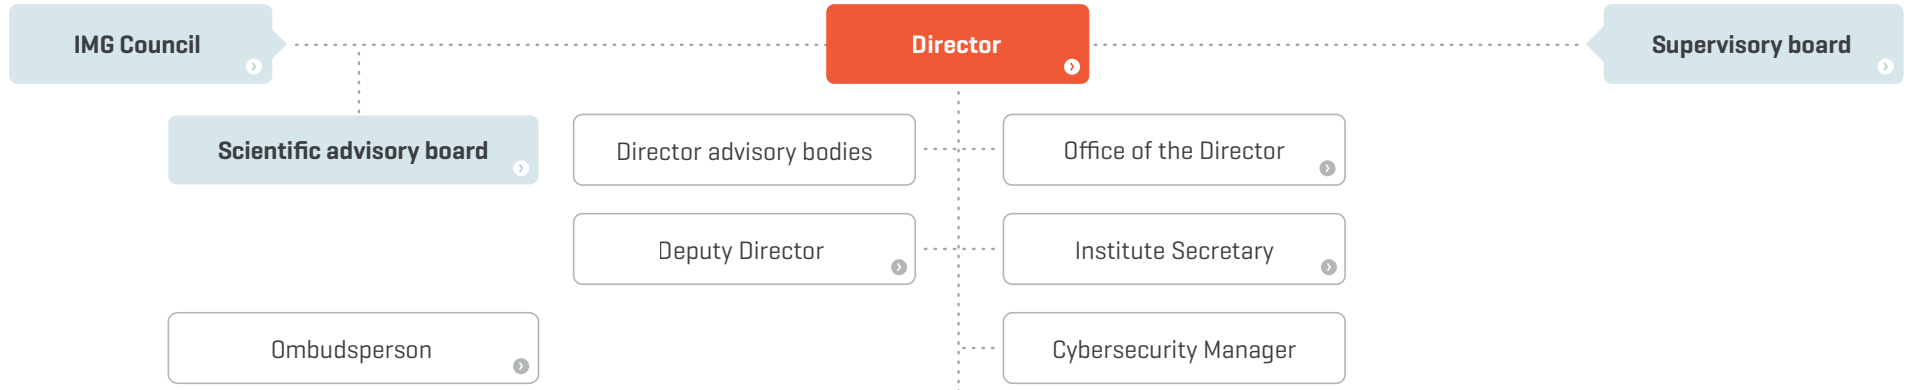 IMG Council
Director
Supervisory board
Scientific advisory board
Director advisory bodies
Office of the Director
Deputy Director
Institute Secretary
Ombudsperson
Cybersecurity Manager